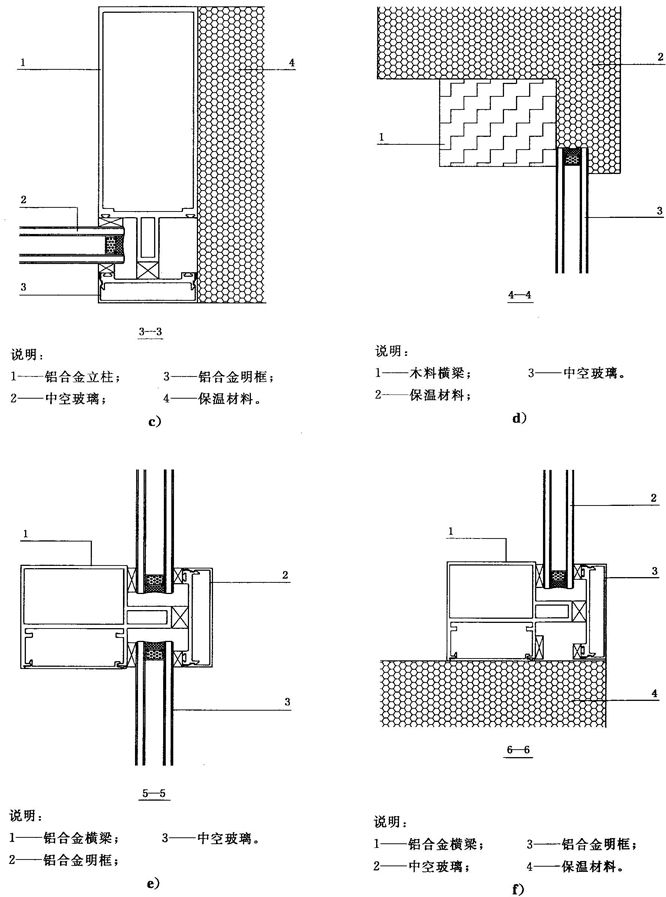 1
4
2
3
3—3
说明：
1——铝合金立柱； 3——铝合金明框；
2——中空玻璃； 4——保温材料。
c）
2
1
3
4—4
说明：
1——木料横梁； 3——中空玻璃。
2——保温材料；
d）
1
2
3
5—5
说明：
1——铝合金横梁； 3——中空玻璃。
2——铝合金明框；
e）
2
1
3
4
6—6
说明：
1——铝合金横梁； 3——铝合金明框；
2——中空玻璃； 4——保温材料。
f）